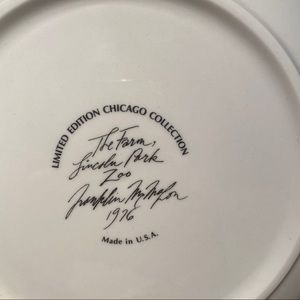 LIMITED EDITION CHICAGO COLLECTION
The Farm,
Lincoln Park
Zoo
Franklin McMahon
1976
Made in U.S.A.